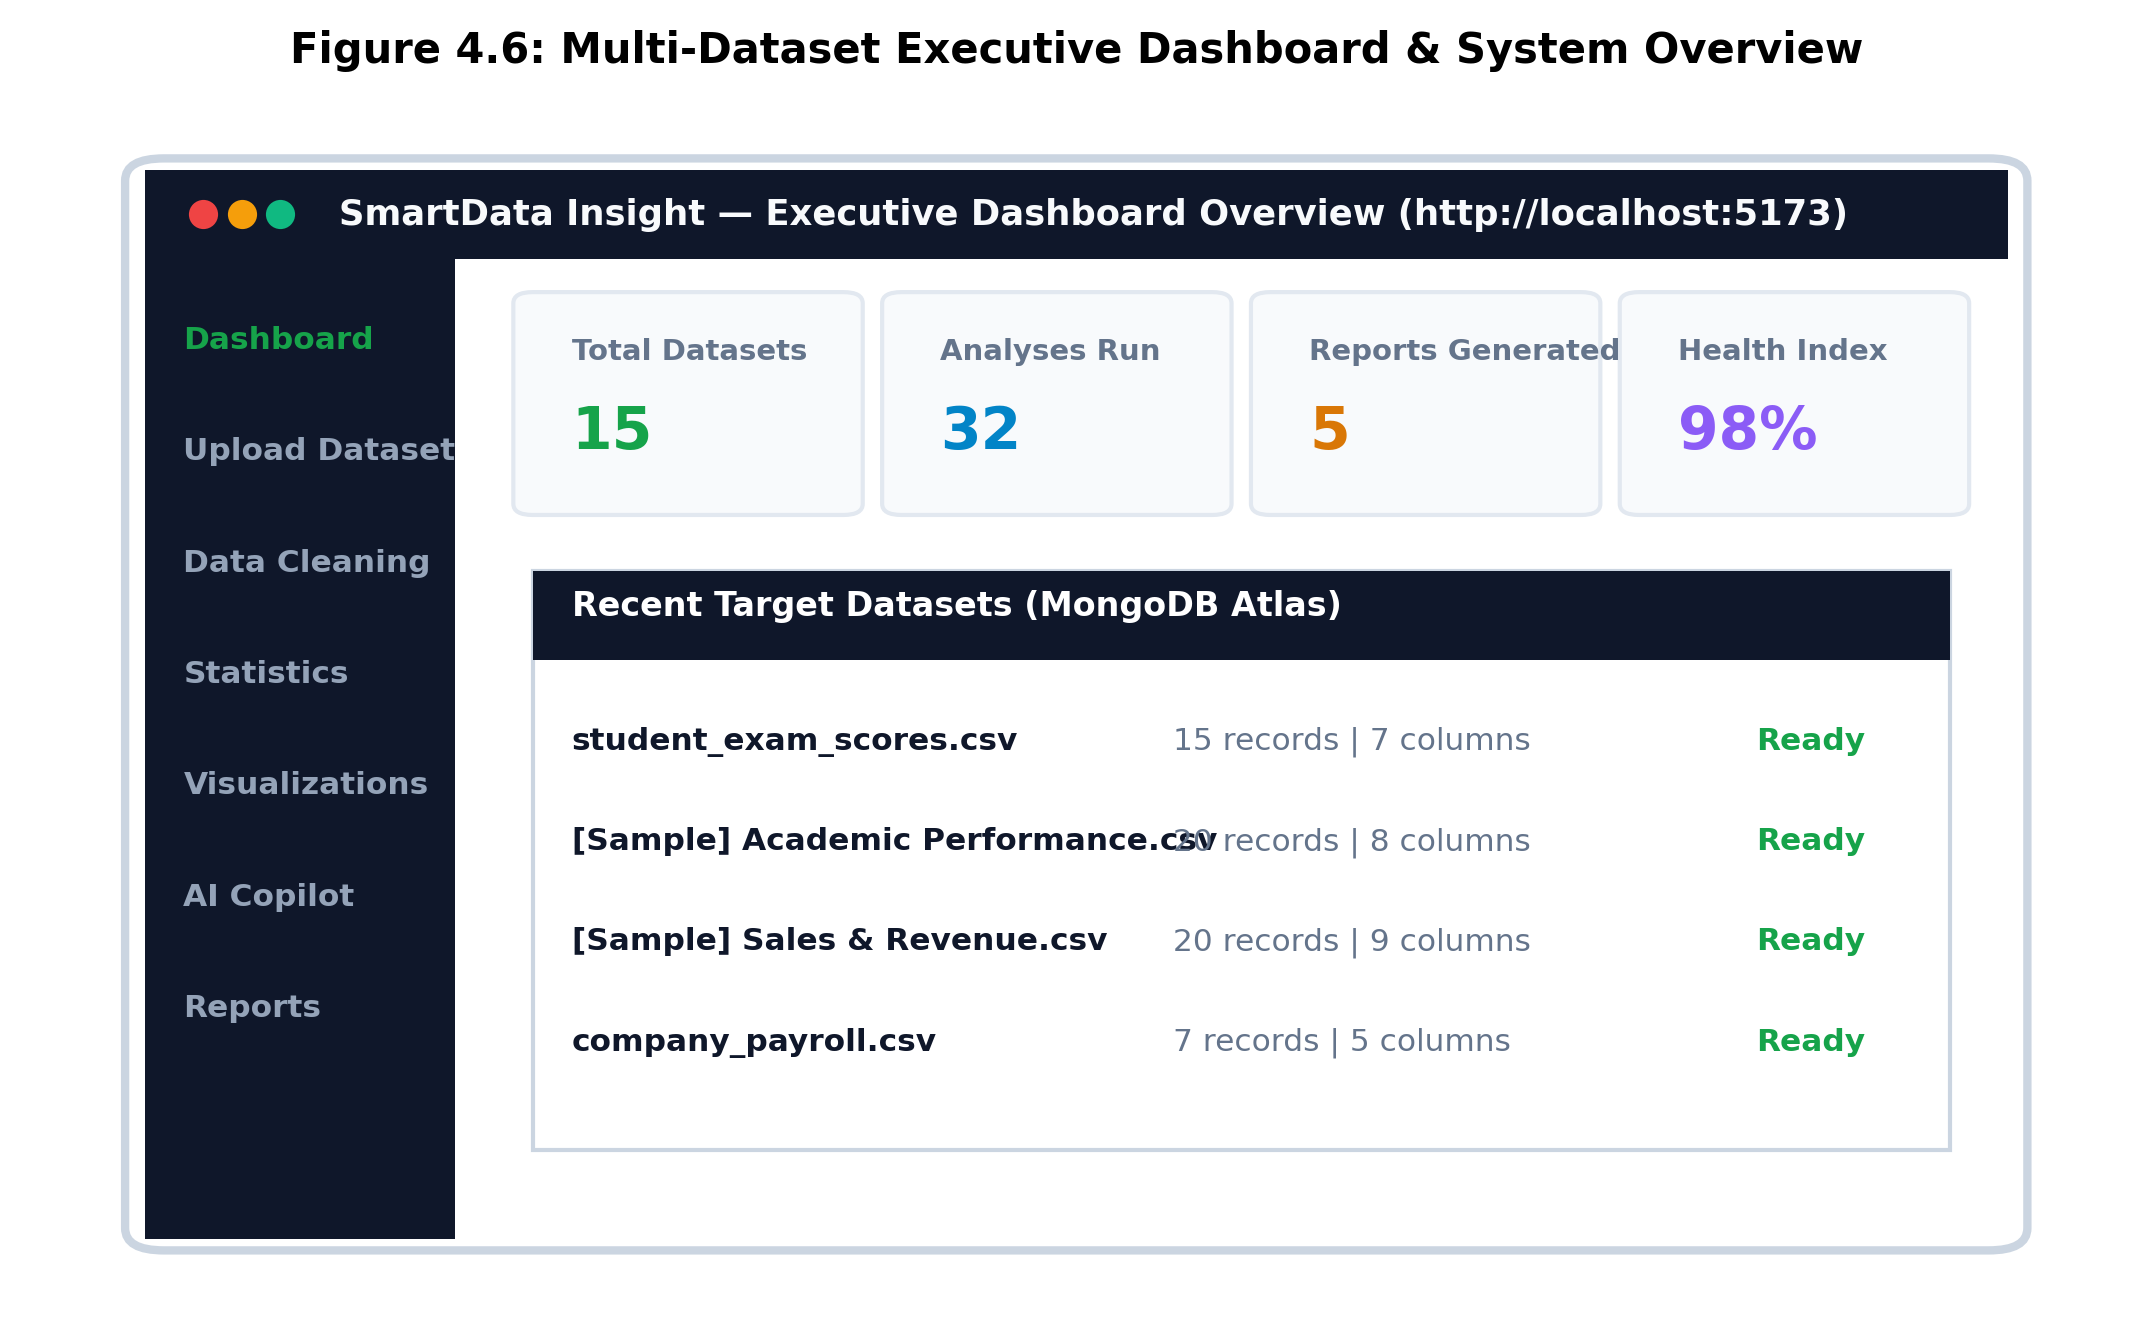 Figure 4.6: Multi-Dataset Executive Dashboard & System Overview
SmartData Insight — Executive Dashboard Overview (http://localhost:5173)
Dashboard
Upload Dataset
Data Cleaning
Statistics
Visualizations
AI Copilot
Reports
Total Datasets
15
Analyses Run
32
Reports Generated
5
Health Index
98%
Recent Target Datasets (MongoDB Atlas)
student_exam_scores.csv 15 records | 7 columns Ready
[Sample] Academic Performance.csv 20 records | 8 columns Ready
[Sample] Sales & Revenue.csv 20 records | 9 columns Ready
company_payroll.csv 7 records | 5 columns Ready